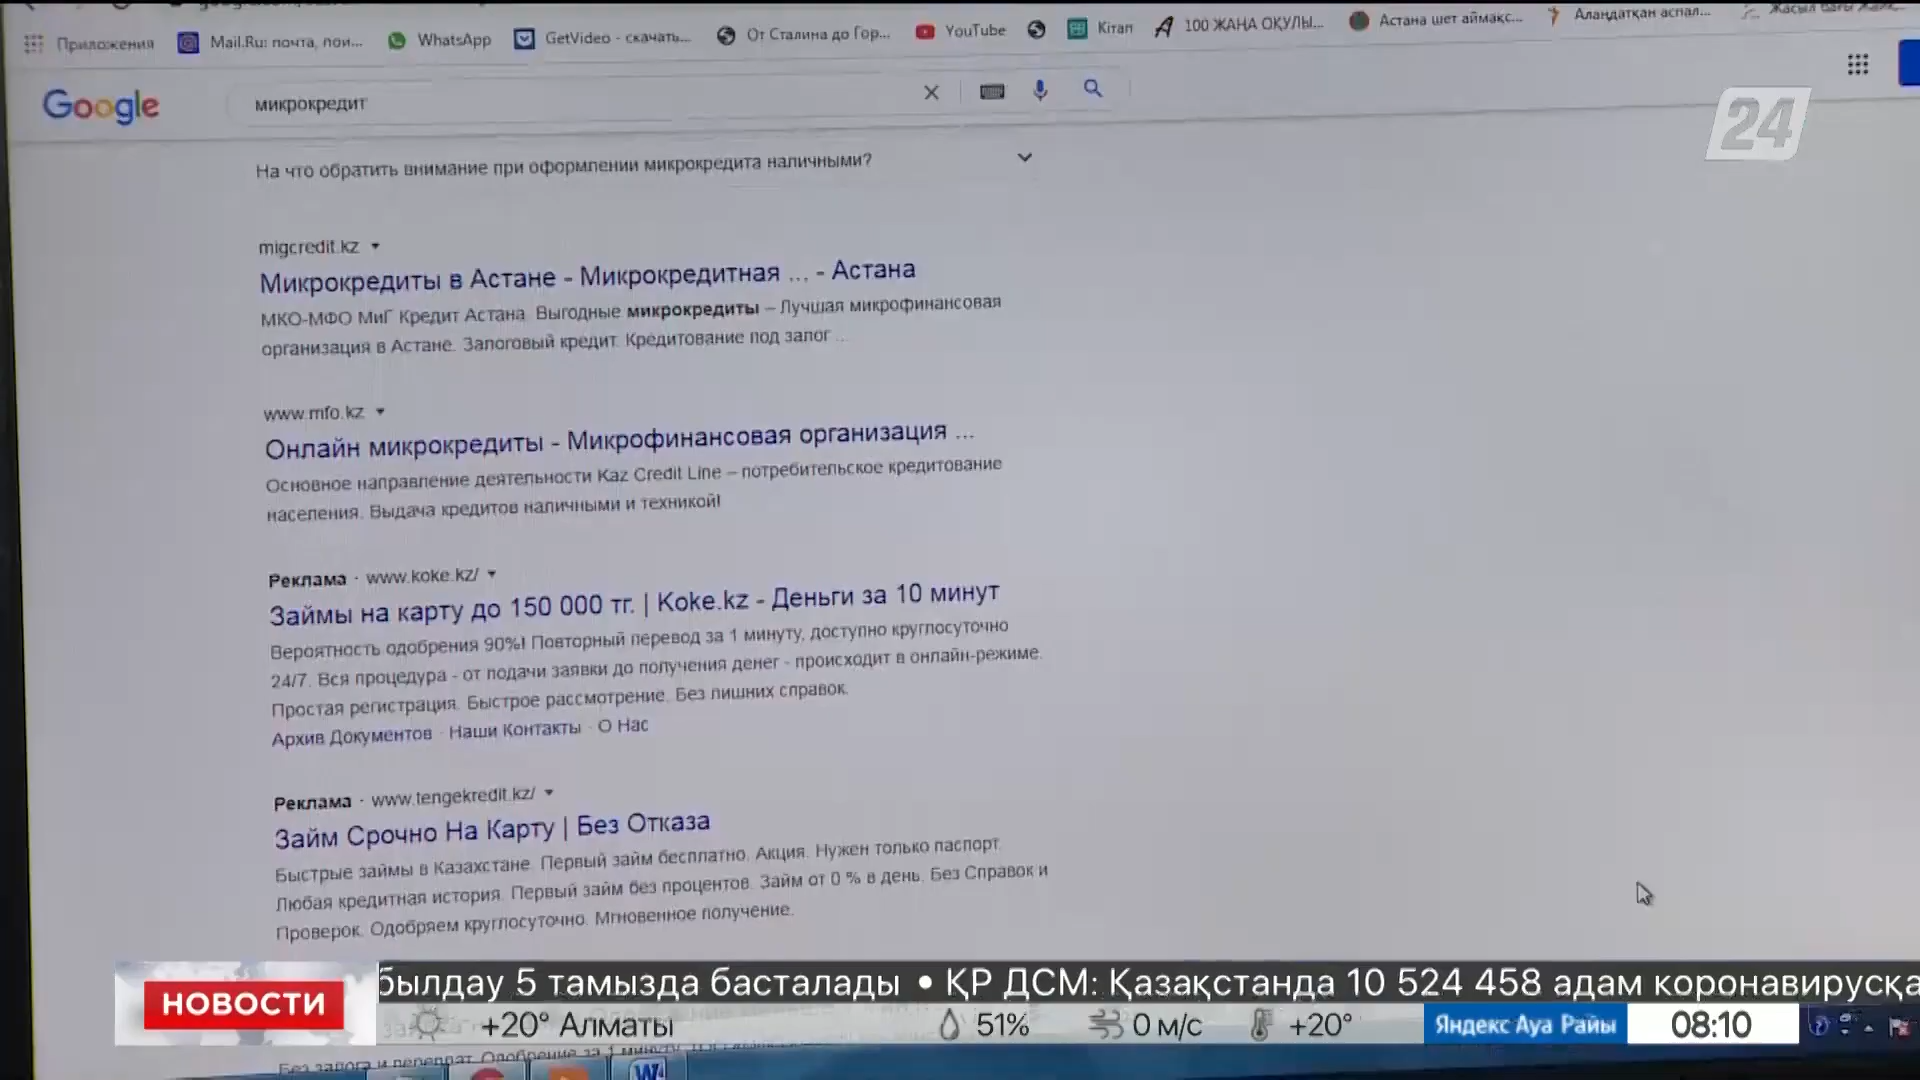 Приложения
Mail.Ru: почта, пои...
WhatsApp
GetVideo - скачать...
От Сталина до Гор...
YouTube
Кітап
100 ЖАҢА ОҚУЛЫ...
Астана шет аймақс...
Алаңдатқан аспал...
Google
микрокредит
24
На что обратить внимание при оформлении микрокредита наличными?
migcredit.kz
Микрокредиты в Астане - Микрокредитная ... - Астана
МКО-МФО МиГ Кредит Астана. Выгодные микрокредиты – Лучшая микрофинансовая
организация в Астане. Залоговый кредит. Кредитование под залог ...
www.mfo.kz
Онлайн микрокредиты - Микрофинансовая организация ...
Основное направление деятельности Kaz Credit Line – потребительское кредитование
населения. Выдача кредитов наличными и техникой!
Реклама · www.koke.kz/
Займы на карту до 150 000 тг. | Koke.kz - Деньги за 10 минут
Вероятность одобрения 90%! Повторный перевод за 1 минуту, доступно круглосуточно
24/7. Вся процедура - от подачи заявки до получения денег - происходит в онлайн-режиме.
Простая регистрация. Быстрое рассмотрение. Без лишних справок.
Архив Документов · Наши Контакты · О Нас
Реклама · www.tengekredit.kz/
Займ Срочно На Карту | Без Отказа
Быстрые займы в Казахстане. Первый займ бесплатно. Акция. Нужен только паспорт.
Любая кредитная история. Первый займ без процентов. Займ от 0 % в день. Без Справок и
Проверок. Одобряем круглосуточно. Мгновенное получение.
НОВОСТИ
былдау 5 тамызда басталады • ҚР ДСМ: Қазақстанда 10 524 458 адам коронавирусқа
+20° Алматы 51% 0 м/с +20° Яндекс Ауа Райы 08:10
Без залога и переплат. Одобрение за 1 минуту.